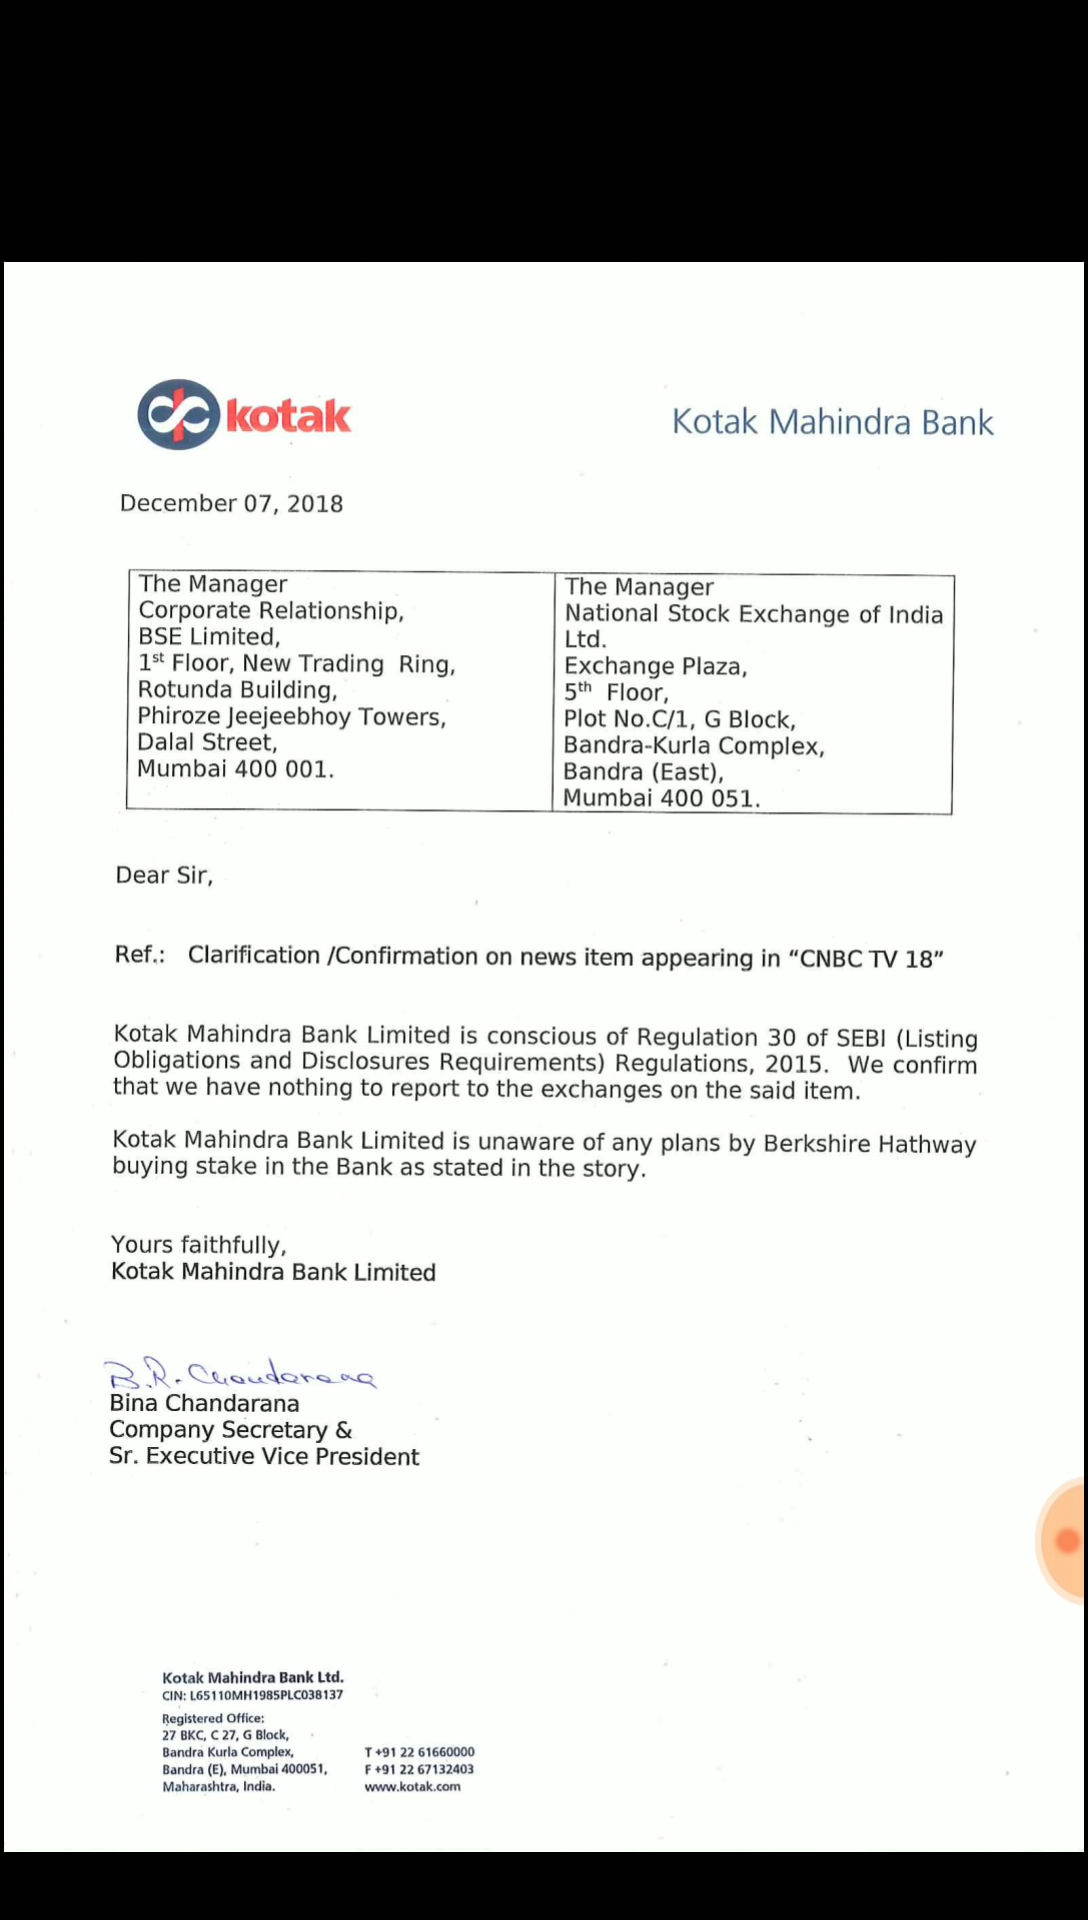 kotak
Kotak Mahindra Bank
December 07, 2018
The Manager
Corporate Relationship,
BSE Limited,
1st Floor, New Trading Ring,
Rotunda Building,
Phiroze Jeejeebhoy Towers,
Dalal Street,
Mumbai 400 001.
The Manager
National Stock Exchange of India
Ltd.
Exchange Plaza,
5th Floor,
Plot No.C/1, G Block,
Bandra-Kurla Complex,
Bandra (East),
Mumbai 400 051.
Dear Sir,
Ref.: Clarification /Confirmation on news item appearing in “CNBC TV 18”
Kotak Mahindra Bank Limited is conscious of Regulation 30 of SEBI (Listing
Obligations and Disclosures Requirements) Regulations, 2015. We confirm
that we have nothing to report to the exchanges on the said item.
Kotak Mahindra Bank Limited is unaware of any plans by Berkshire Hathway
buying stake in the Bank as stated in the story.
Yours faithfully,
Kotak Mahindra Bank Limited
B.R. Chandarana
Bina Chandarana
Company Secretary &
Sr. Executive Vice President
Kotak Mahindra Bank Ltd.
CIN: L65110MH1985PLC038137
Registered Office:
27 BKC, C 27, G Block,
Bandra Kurla Complex,
Bandra (E), Mumbai 400051,
Maharashtra, India.
T +91 22 61660000
F +91 22 67132403
www.kotak.com